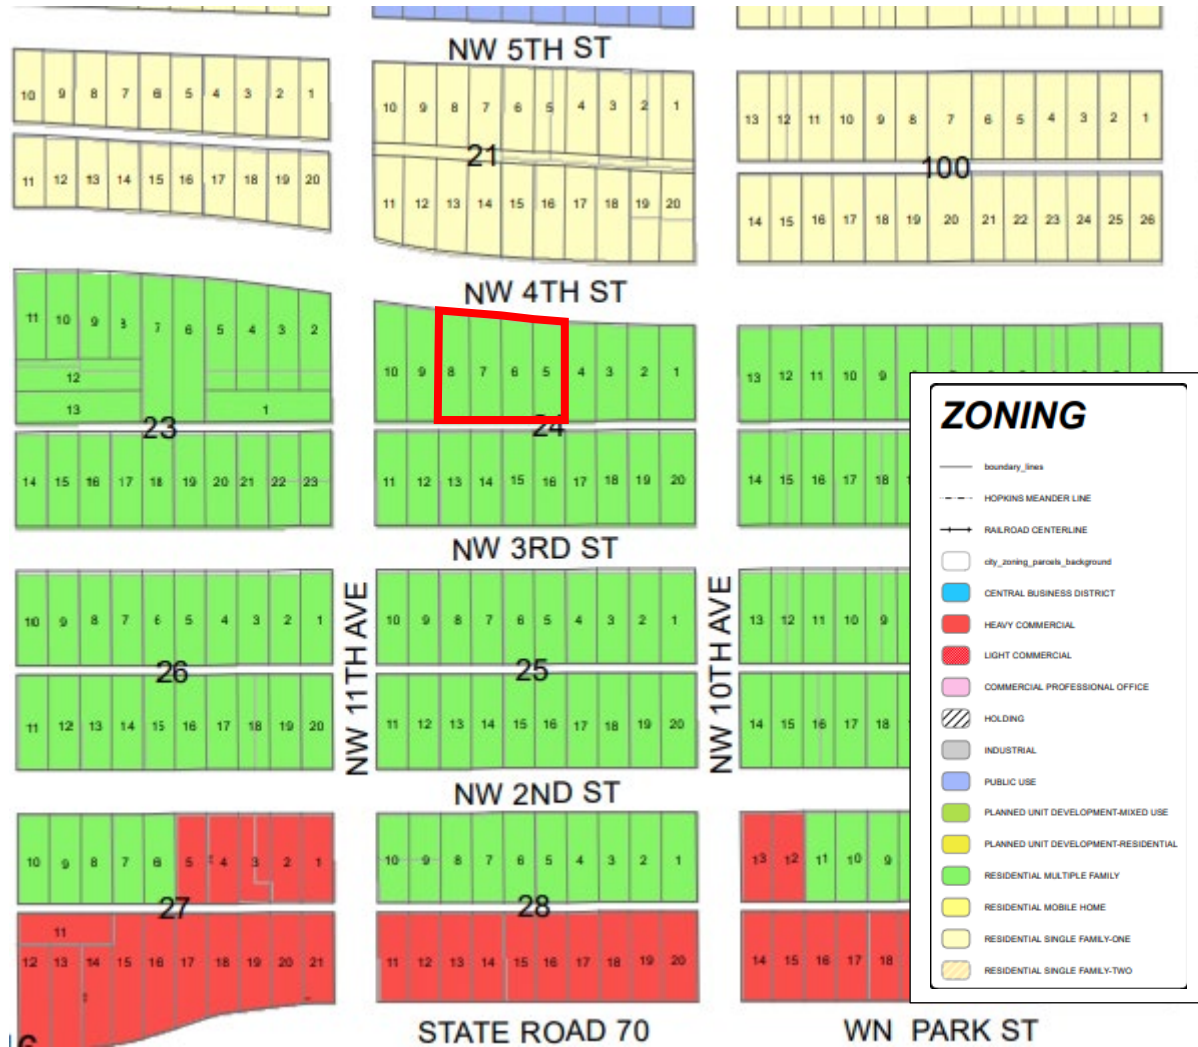 NW 5TH ST
10 9 8 7 6 5 4 3 2 1
10 9 8 7 6 5 4 3 2 1
13 12 11 10 9 8 7 6 5 4 3 2 1
21
100
11 12 13 14 15 16 17 18 19 20
11 12 13 14 15 16 17 18 19 20
14 15 16 17 18 19 20 21 22 23 24 25 26
NW 4TH ST
11 10 9 3 7 6 5 4 3 2
10 9 8 7 6 5 4 3 2 1
13 12 11 10 9
12
13 1
23
24
14 15 16 17 18 19 20 21 22 23
11 12 13 14 15 16 17 18 19 20
14 15 16 17 18
NW 3RD ST
NW 11TH AVE
NW 10TH AVE
10 9 8 7 6 5 4 3 2 1
10 9 8 7 6 5 4 3 2 1
13 12 11 10 9
26
25
11 12 13 14 15 16 17 18 19 20
11 12 13 14 15 16 17 18 19 20
14 15 16 17 18
NW 2ND ST
10 9 8 7 6 5 4 3 2 1
10 9 8 7 6 5 4 3 2 1
13 12 11 10 9
27
28
11
12 13 14 15 16 17 18 19 20 21
11 12 13 14 15 16 17 18 19 20
14 15 16 17 18
STATE ROAD 70
WN PARK ST
ZONING
boundary_lines
HOPKINS MEANDER LINE
RAILROAD CENTERLINE
city_zoning_parcels_background
CENTRAL BUSINESS DISTRICT
HEAVY COMMERCIAL
LIGHT COMMERCIAL
COMMERCIAL PROFESSIONAL OFFICE
HOLDING
INDUSTRIAL
PUBLIC USE
PLANNED UNIT DEVELOPMENT-MIXED USE
PLANNED UNIT DEVELOPMENT-RESIDENTIAL
RESIDENTIAL MULTIPLE FAMILY
RESIDENTIAL MOBILE HOME
RESIDENTIAL SINGLE FAMILY-ONE
RESIDENTIAL SINGLE FAMILY-TWO